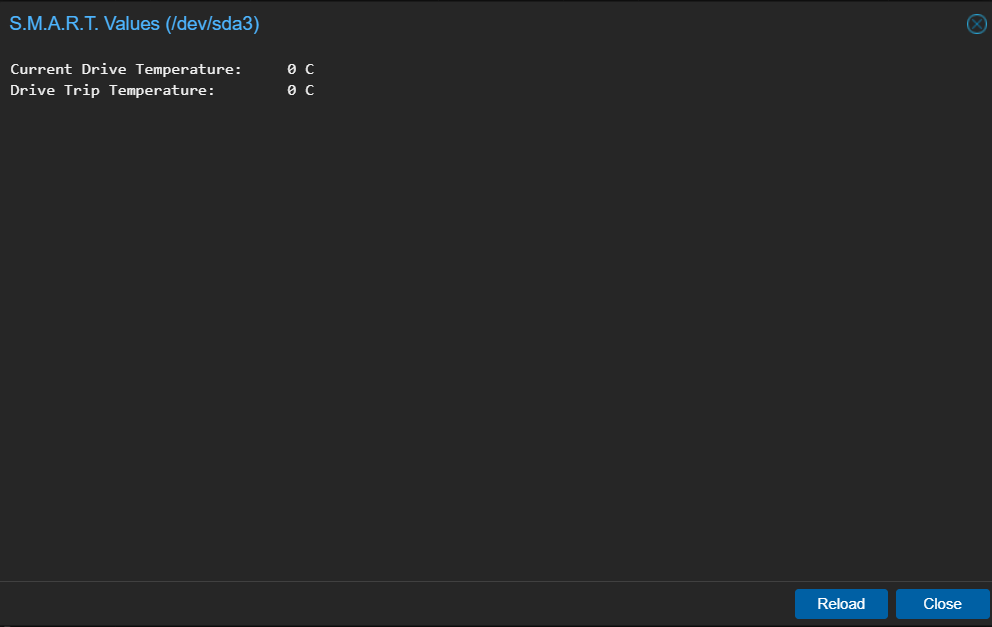 S.M.A.R.T. Values (/dev/sda3)
Current Drive Temperature:     0 C
Drive Trip Temperature:        0 C
Reload
Close